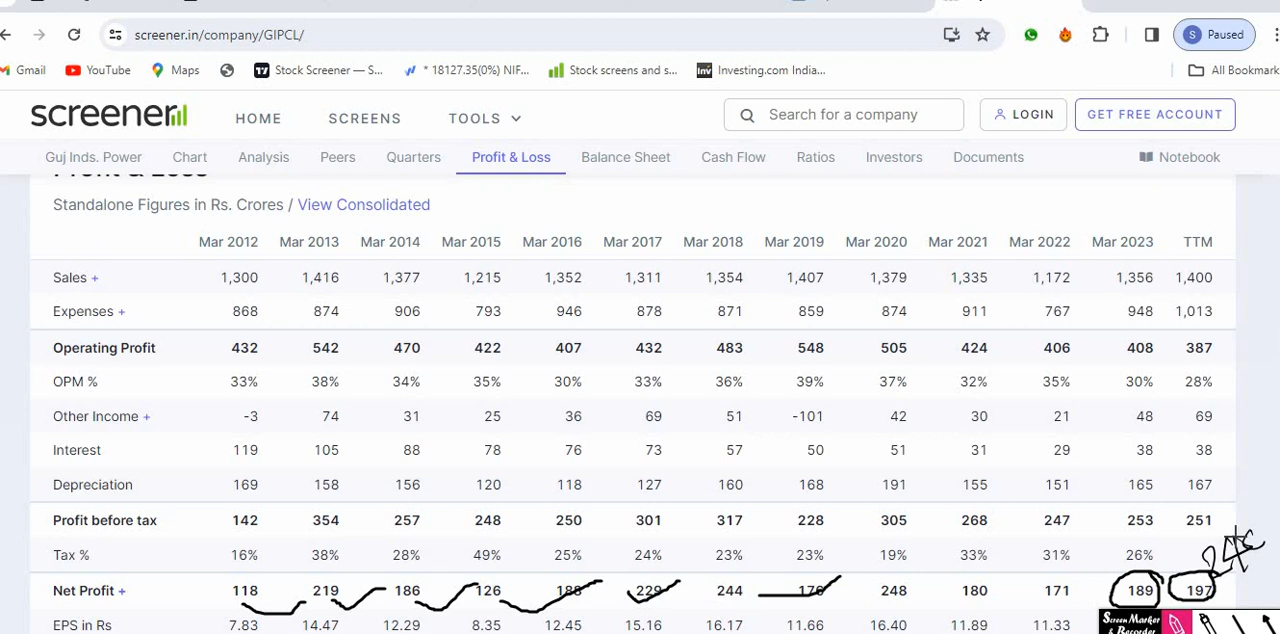 screener.in/company/GIPCL/ S Paused
Gmail YouTube Maps Stock Screener — S... * 18127.35(0%) NIF... Stock screens and s... Investing.com India... All Bookmark
screener HOME SCREENS TOOLS Search for a company LOGIN GET FREE ACCOUNT
Guj Inds. Power Chart Analysis Peers Quarters Profit & Loss Balance Sheet Cash Flow Ratios Investors Documents Notebook
Profit & Loss
Standalone Figures in Rs. Crores / View Consolidated
Mar 2012 Mar 2013 Mar 2014 Mar 2015 Mar 2016 Mar 2017 Mar 2018 Mar 2019 Mar 2020 Mar 2021 Mar 2022 Mar 2023 TTM
Sales + 1,300 1,416 1,377 1,215 1,352 1,311 1,354 1,407 1,379 1,335 1,172 1,356 1,400
Expenses + 868 874 906 793 946 878 871 859 874 911 767 948 1,013
Operating Profit 432 542 470 422 407 432 483 548 505 424 406 408 387
OPM % 33% 38% 34% 35% 30% 33% 36% 39% 37% 32% 35% 30% 28%
Other Income + -3 74 31 25 36 69 51 -101 42 30 21 48 69
Interest 119 105 88 78 76 73 57 50 51 31 29 38 38
Depreciation 169 158 156 120 118 127 160 168 191 155 151 165 167
Profit before tax 142 354 257 248 250 301 317 228 305 268 247 253 251
Tax % 16% 38% 28% 49% 25% 24% 23% 23% 19% 33% 31% 26%
Net Profit + 118 219 186 126 188 229 244 176 248 180 171 189 197
EPS in Rs 7.83 14.47 15.16 16.17 11.66 16.40 11.89 11.33
Screen Marker
& Recorder